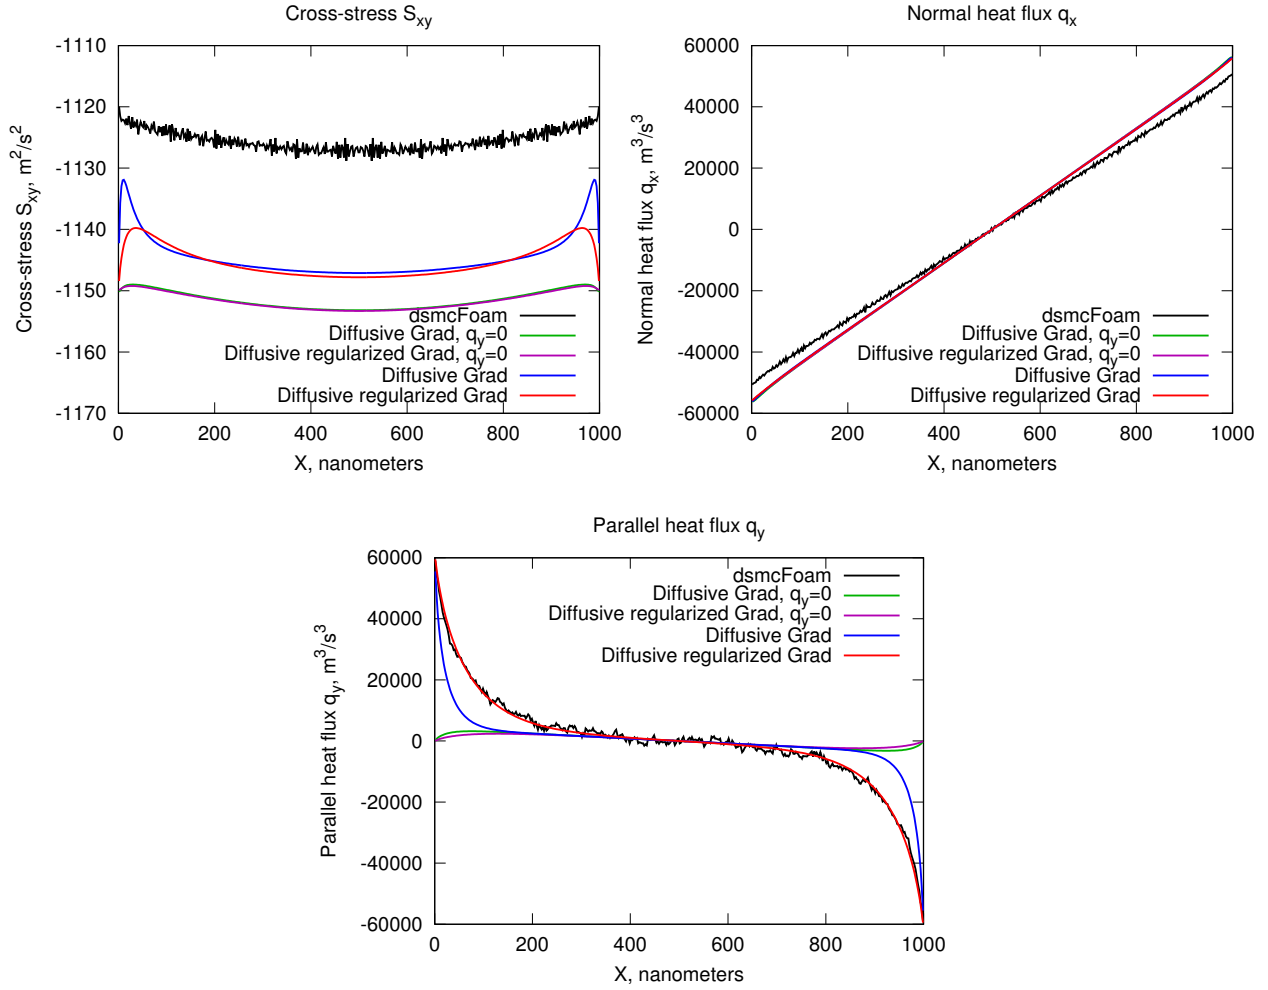 Cross-stress S_xy
Cross-stress S_xy, m^2/s^2
-1110
-1120
-1130
-1140
-1150
-1160
-1170
dsmcFoam
Diffusive Grad, q_y=0
Diffusive regularized Grad, q_y=0
Diffusive Grad
Diffusive regularized Grad
0 200 400 600 800 1000
X, nanometers
Normal heat flux q_x
Normal heat flux q_x, m^3/s^3
60000
40000
20000
0
-20000
-40000
-60000
dsmcFoam
Diffusive Grad, q_y=0
Diffusive regularized Grad, q_y=0
Diffusive Grad
Diffusive regularized Grad
0 200 400 600 800 1000
X, nanometers
Parallel heat flux q_y
Parallel heat flux q_y, m^3/s^3
60000
40000
20000
0
-20000
-40000
-60000
dsmcFoam
Diffusive Grad, q_y=0
Diffusive regularized Grad, q_y=0
Diffusive Grad
Diffusive regularized Grad
0 200 400 600 800 1000
X, nanometers